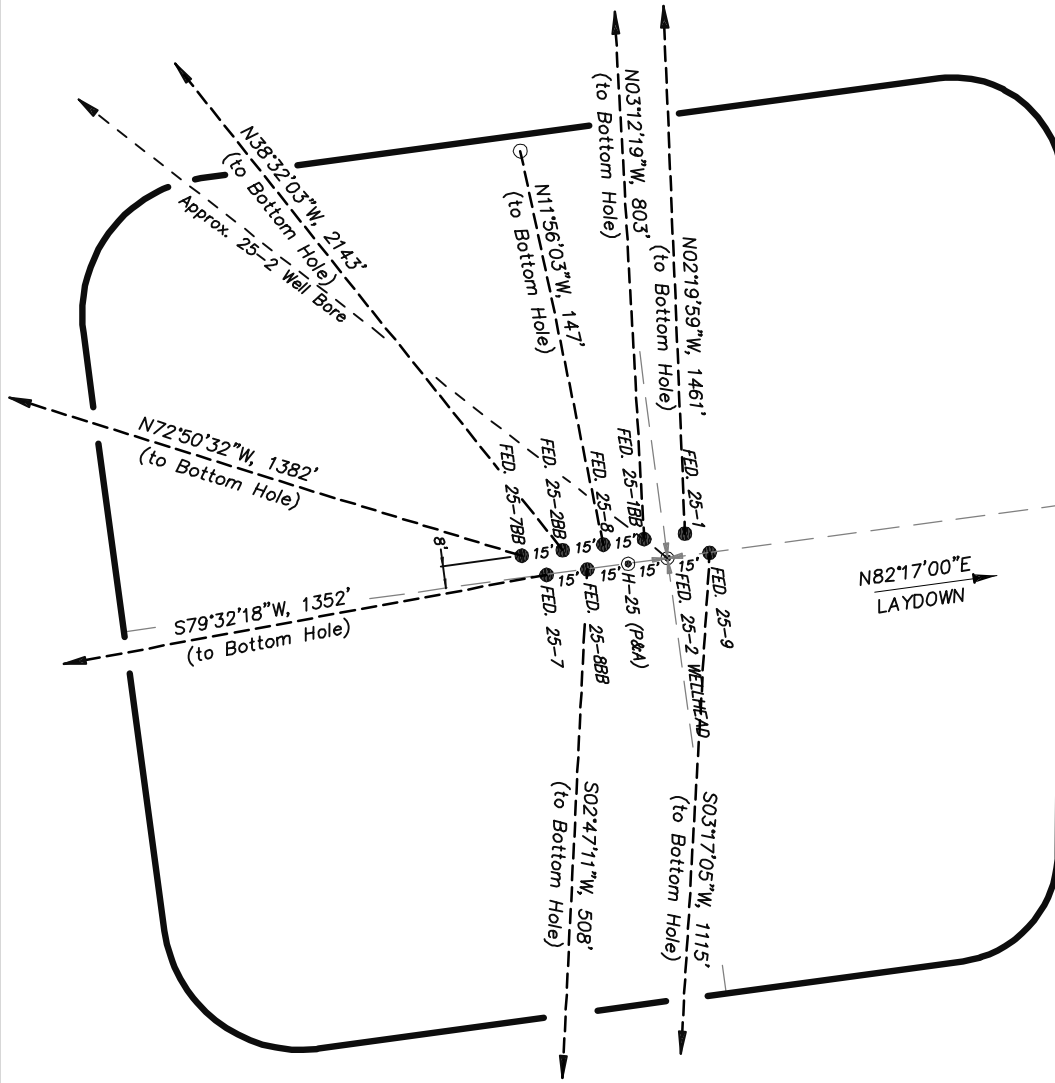 N03°12'19"W, 803'
(to Bottom Hole)
N02°19'59"W, 1461'
(to Bottom Hole)
N38°32'03"W, 2143'
(to Bottom Hole)
Approx. 25-2 Well Bore
N11°56'03"W, 147'
(to Bottom Hole)
N72°50'32"W, 1382'
(to Bottom Hole)
FED. 25-7BB
FED. 25-2BB
FED. 25-8
FED. 25-1BB
FED. 25-1
8'
15'
15'
15'
15'
15'
15'
15'
S79°32'18"W, 1352'
(to Bottom Hole)
FED. 25-7
FED. 25-8BB
H-25 (P&A)
FED. 25-2 WELLHEAD
FED. 25-9
N82°17'00"E
LAYDOWN
S02°47'11"W, 508'
(to Bottom Hole)
S03°17'05"W, 1115'
(to Bottom Hole)